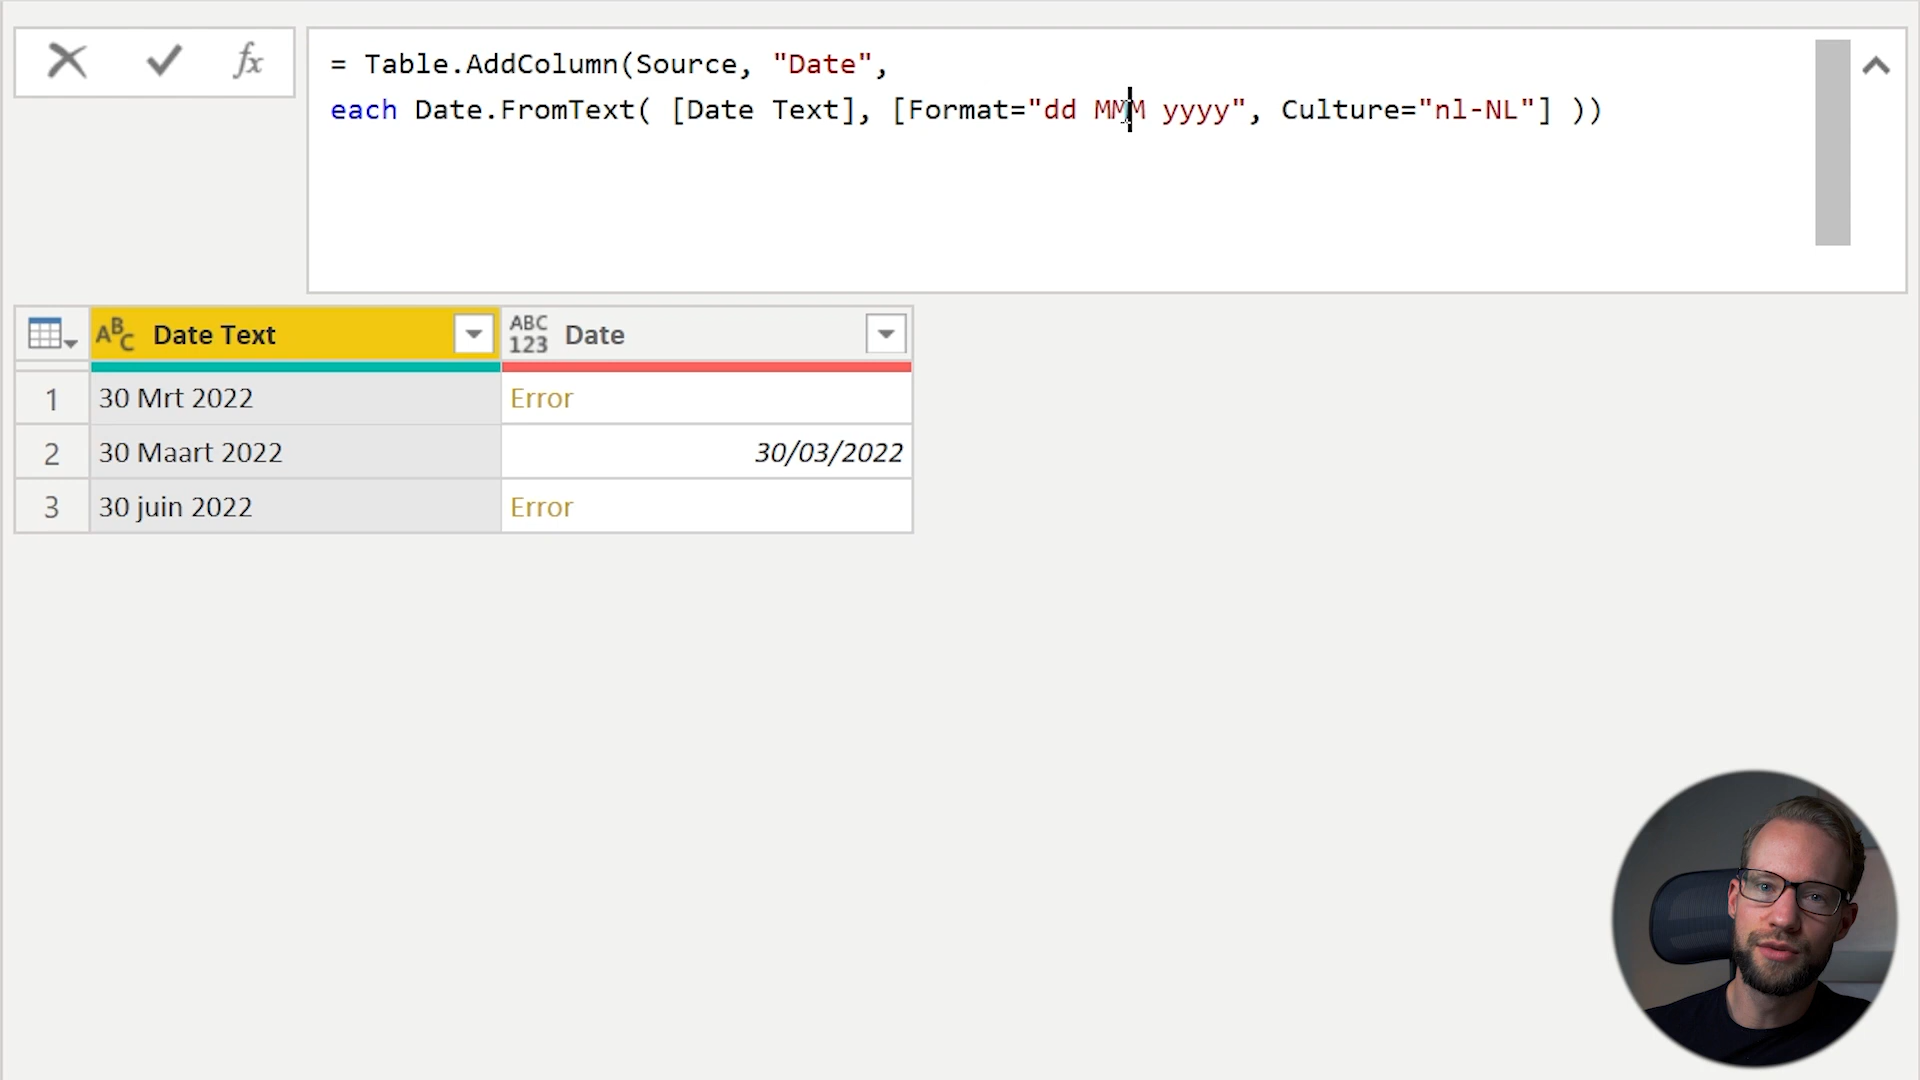 fx
= Table.AddColumn(Source, "Date",
each Date.FromText( [Date Text], [Format="dd MMM yyyy", Culture="nl-NL"] ))
ABC Date Text
ABC 123 Date
1 30 Mrt 2022 Error
2 30 Maart 2022 30/03/2022
3 30 juin 2022 Error